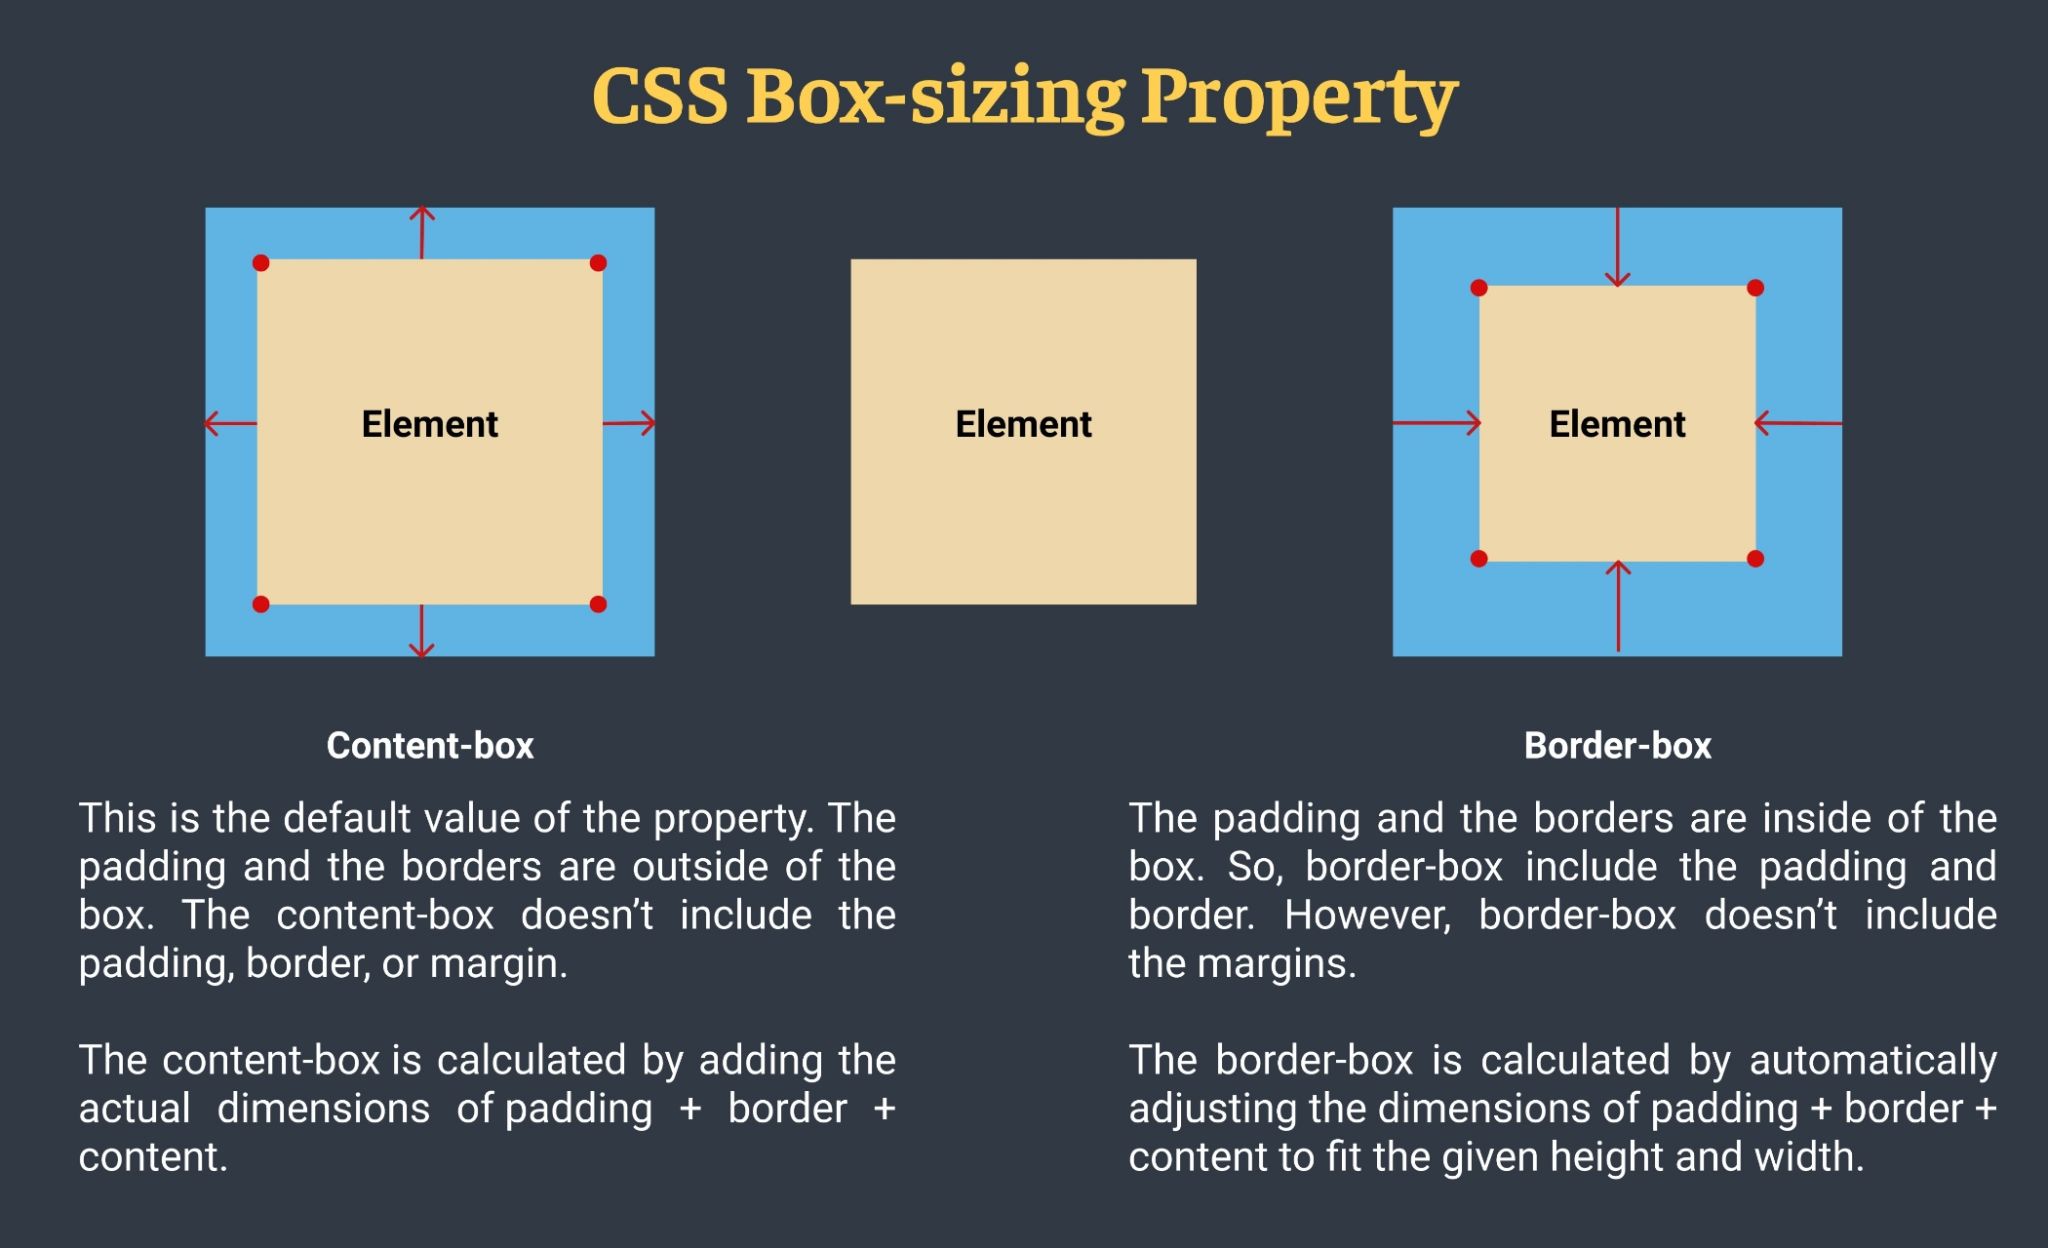 CSS Box-sizing Property
Element
Element
Element
Content-box
This is the default value of the property. The
padding and the borders are outside of the
box. The content-box doesn’t include the
padding, border, or margin.
The content-box is calculated by adding the
actual dimensions of padding + border +
content.
Border-box
The padding and the borders are inside of the
box. So, border-box include the padding and
border. However, border-box doesn’t include
the margins.
The border-box is calculated by automatically
adjusting the dimensions of padding + border +
content to fit the given height and width.